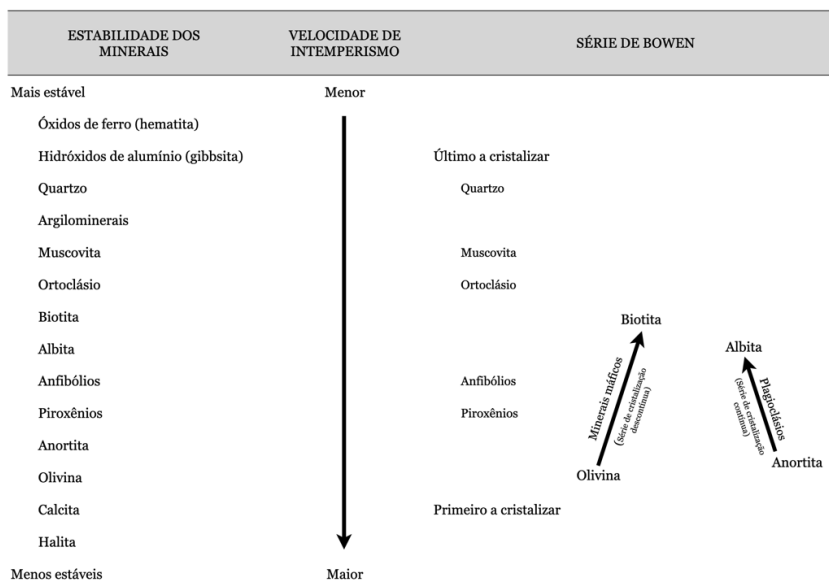 ESTABILIDADE DOS
MINERAIS
VELOCIDADE DE
INTEMPERISMO
SÉRIE DE BOWEN
Mais estável
Menor
Óxidos de ferro (hematita)
Hidróxidos de alumínio (gibbsita)
Último a cristalizar
Quartzo
Quartzo
Argilominerais
Muscovita
Muscovita
Ortoclásio
Ortoclásio
Biotita
Biotita
Albita
Albita
Anfibólios
Anfibólios
Minerais máficos
(Série de cristalização
descontínua)
Plagioclásios
(Série de cristalização
contínua)
Piroxênios
Piroxênios
Anortita
Anortita
Olivina
Olivina
Calcita
Primeiro a cristalizar
Halita
Menos estáveis
Maior